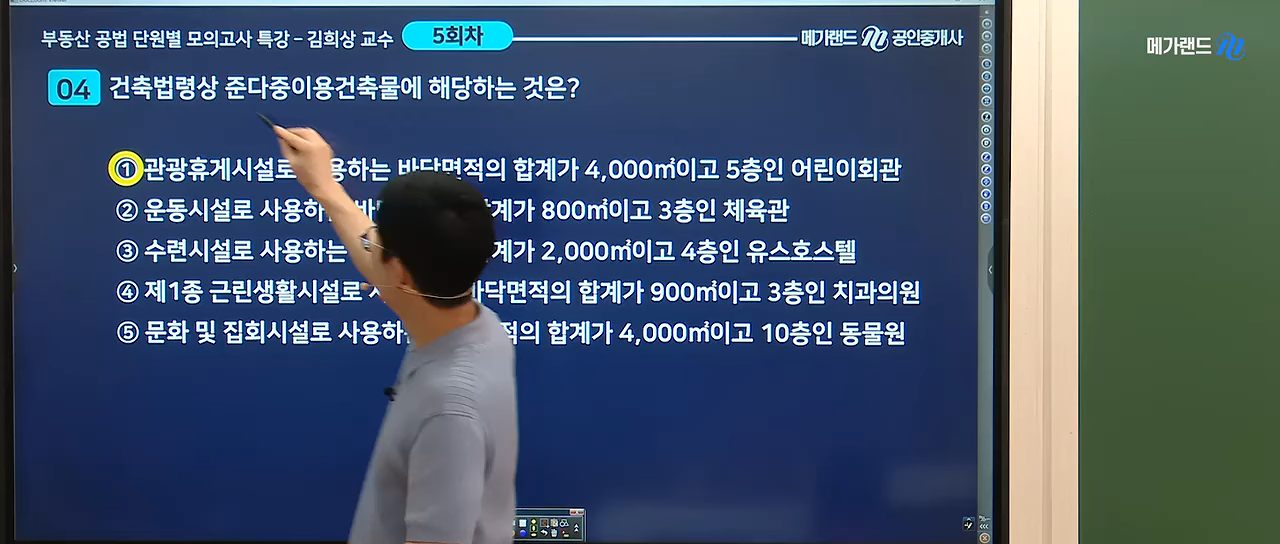 부동산 공법 단원별 모의고사 특강 - 김희상 교수 5회차 메가랜드 공인중개사
메가랜드
04 건축법령상 준다중이용건축물에 해당하는 것은?
① 관광휴게시설로 사용하는 바닥면적의 합계가 4,000㎡이고 5층인 어린이회관
② 운동시설로 사용하는 계가 800㎡이고 3층인 체육관
③ 수련시설로 사용하는 계가 2,000㎡이고 4층인 유스호스텔
④ 제1종 근린생활시설로 바닥면적의 합계가 900㎡이고 3층인 치과의원
⑤ 문화 및 집회시설로 사용하 적의 합계가 4,000㎡이고 10층인 동물원